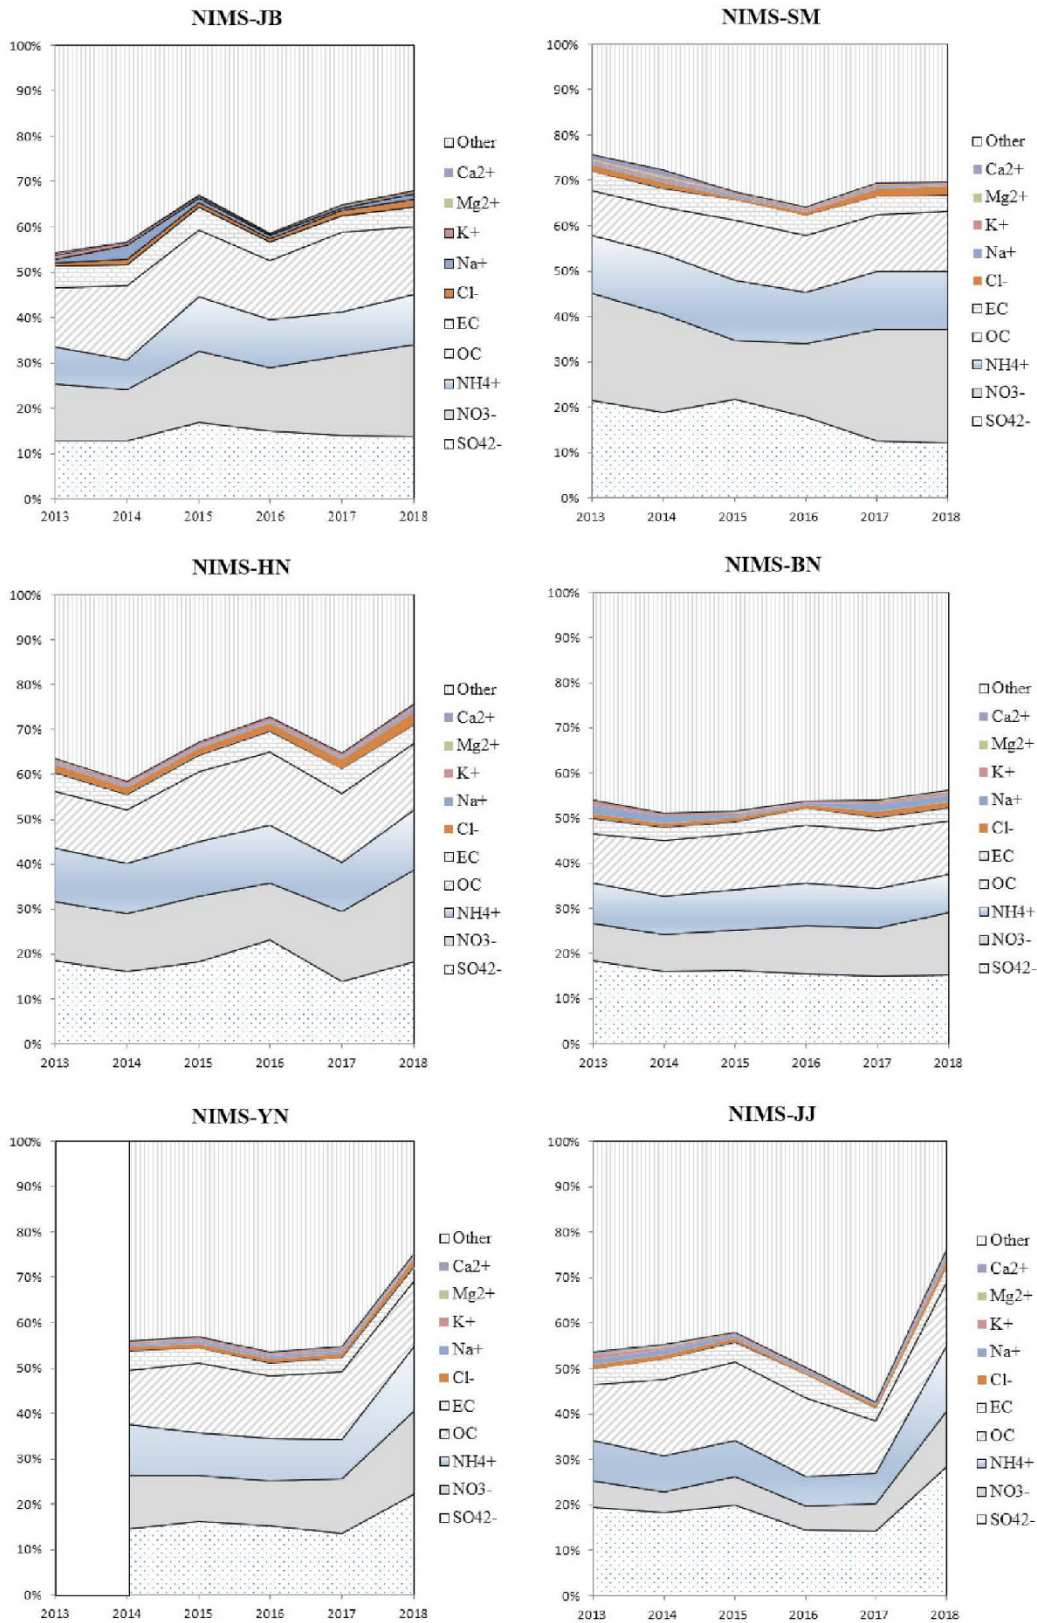 NIMS-JB
100%
90%
80%
70%
60%
50%
40%
30%
20%
10%
0%
2013 2014 2015 2016 2017 2018
Other
Ca2+
Mg2+
K+
Na+
Cl-
EC
OC
NH4+
NO3-
SO42-
NIMS-SM
100%
90%
80%
70%
60%
50%
40%
30%
20%
10%
0%
2013 2014 2015 2016 2017 2018
Other
Ca2+
Mg2+
K+
Na+
Cl-
EC
OC
NH4+
NO3-
SO42-
NIMS-HN
100%
90%
80%
70%
60%
50%
40%
30%
20%
10%
0%
2013 2014 2015 2016 2017 2018
Other
Ca2+
Mg2+
K+
Na+
Cl-
EC
OC
NH4+
NO3-
SO42-
NIMS-BN
100%
90%
80%
70%
60%
50%
40%
30%
20%
10%
0%
2013 2014 2015 2016 2017 2018
Other
Ca2+
Mg2+
K+
Na+
Cl-
EC
OC
NH4+
NO3-
SO42-
NIMS-YN
100%
90%
80%
70%
60%
50%
40%
30%
20%
10%
0%
2013 2014 2015 2016 2017 2018
Other
Ca2+
Mg2+
K+
Na+
Cl-
EC
OC
NH4+
NO3-
SO42-
NIMS-JJ
100%
90%
80%
70%
60%
50%
40%
30%
20%
10%
0%
2013 2014 2015 2016 2017 2018
Other
Ca2+
Mg2+
K+
Na+
Cl-
EC
OC
NH4+
NO3-
SO42-